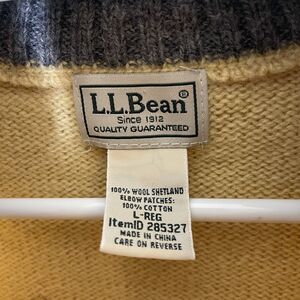 L.L.Bean®
Since 1912
QUALITY GUARANTEED
100% WOOL SHETLAND
ELBOW PATCHES:
100% COTTON
L-REG
ItemID 285327
MADE IN CHINA
CARE ON REVERSE